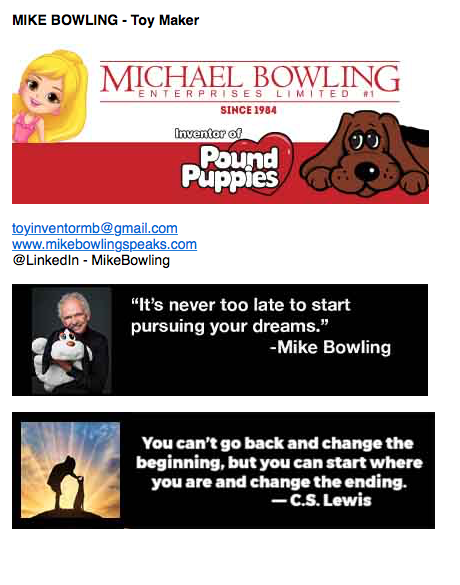 MIKE BOWLING - Toy Maker
MICHAEL BOWLING
ENTERPRISES LIMITED #1
SINCE 1984
Inventor of
Pound
Puppies
toyinventormb@gmail.com
www.mikebowlingspeaks.com
@LinkedIn - MikeBowling
“It’s never too late to start
pursuing your dreams.”
-Mike Bowling
You can’t go back and change the
beginning, but you can start where
you are and change the ending.
— C.S. Lewis